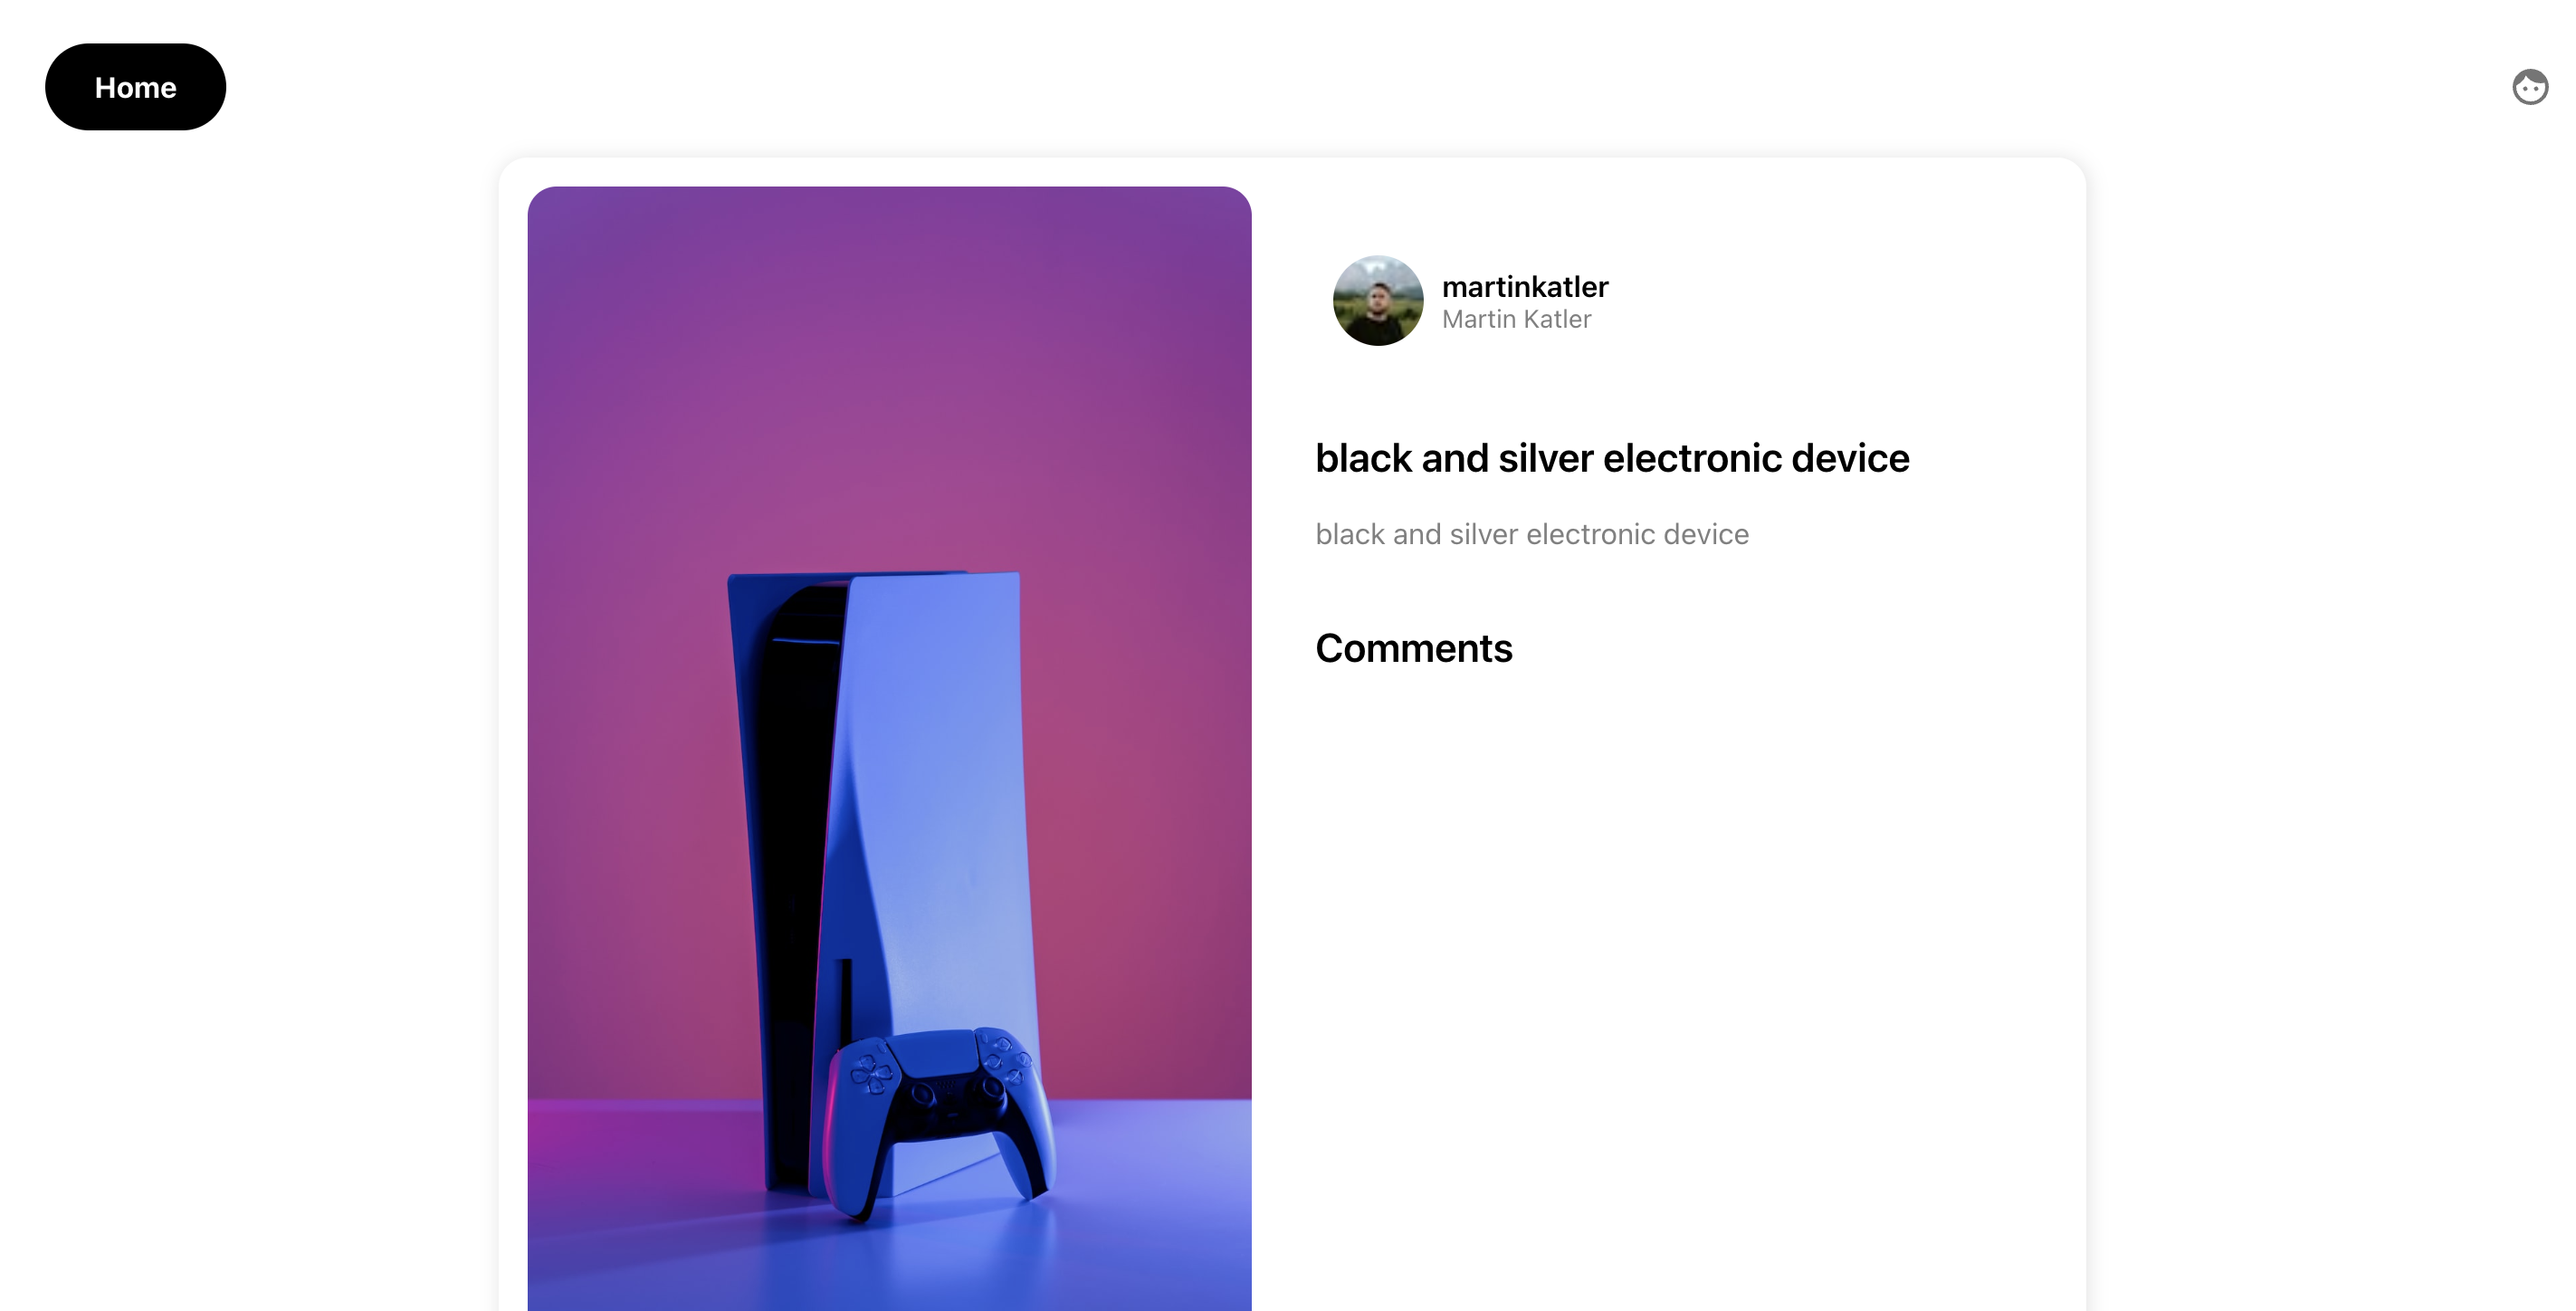 Home
martinkatler
Martin Katler
black and silver electronic device
black and silver electronic device
Comments